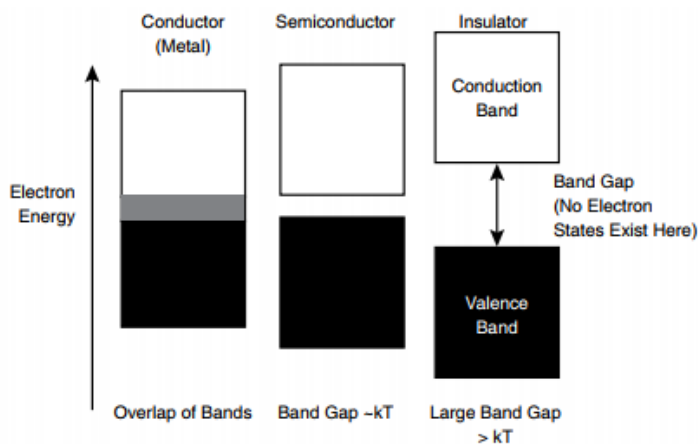 Conductor
(Metal)
Semiconductor
Insulator
Conduction
Band
Electron
Energy
Band Gap
(No Electron
States Exist Here)
Valence
Band
Overlap of Bands
Band Gap ~kT
Large Band Gap
> kT